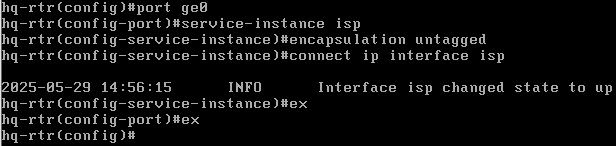 hq-rtr(config)#port ge0
hq-rtr(config-port)#service-instance isp
hq-rtr(config-service-instance)#encapsulation untagged
hq-rtr(config-service-instance)#connect ip interface isp
2025-05-29 14:56:15 INFO Interface isp changed state to up
hq-rtr(config-service-instance)#ex
hq-rtr(config-port)#ex
hq-rtr(config)#